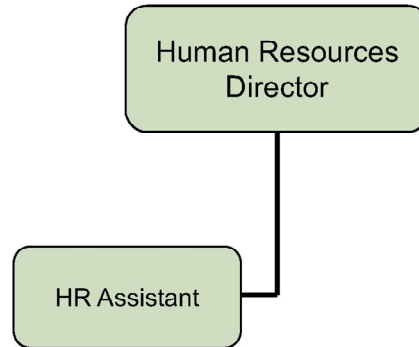 Human Resources
Director
HR Assistant